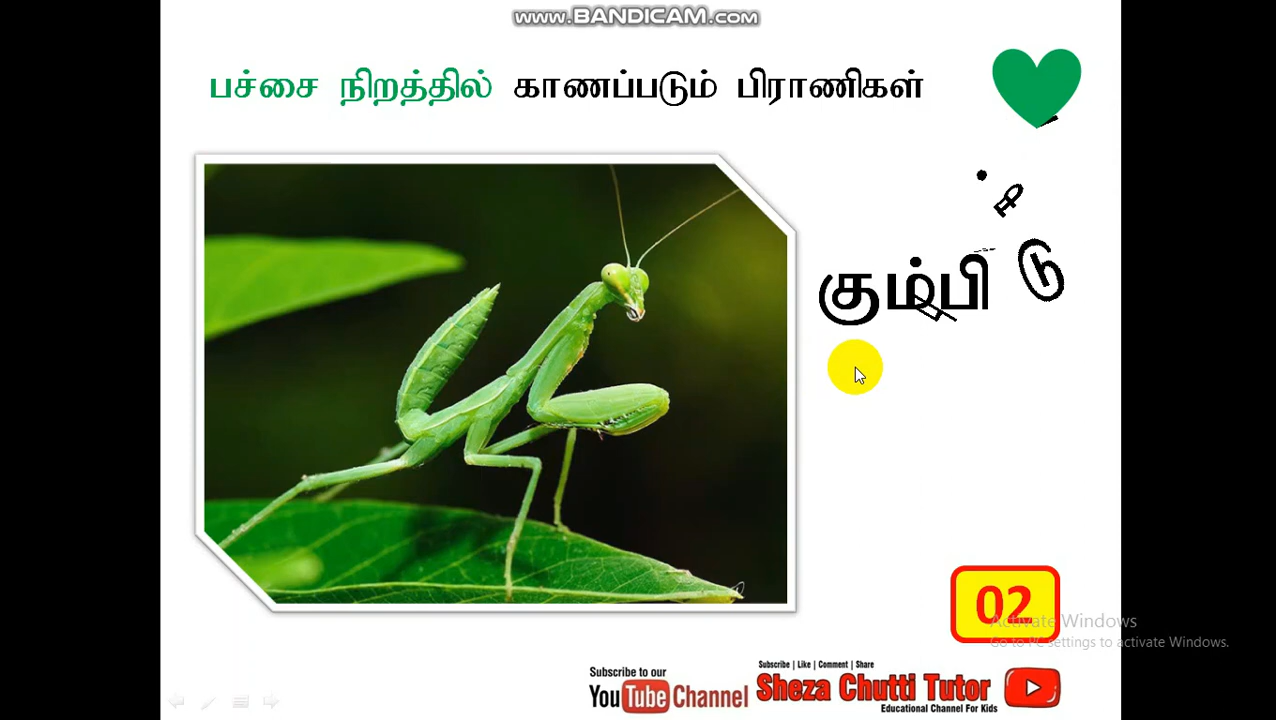 www.BANDICAM.com
பச்சை நிறத்தில் காணப்படும் பிராணிகள்
கும்பிடு
02
Activate Windows
Go to PC settings to activate Windows.
Subscribe to our
YouTube Channel
Subscribe | Like | Comment | Share
Sheza Chutti Tutor
Educational Channel For Kids